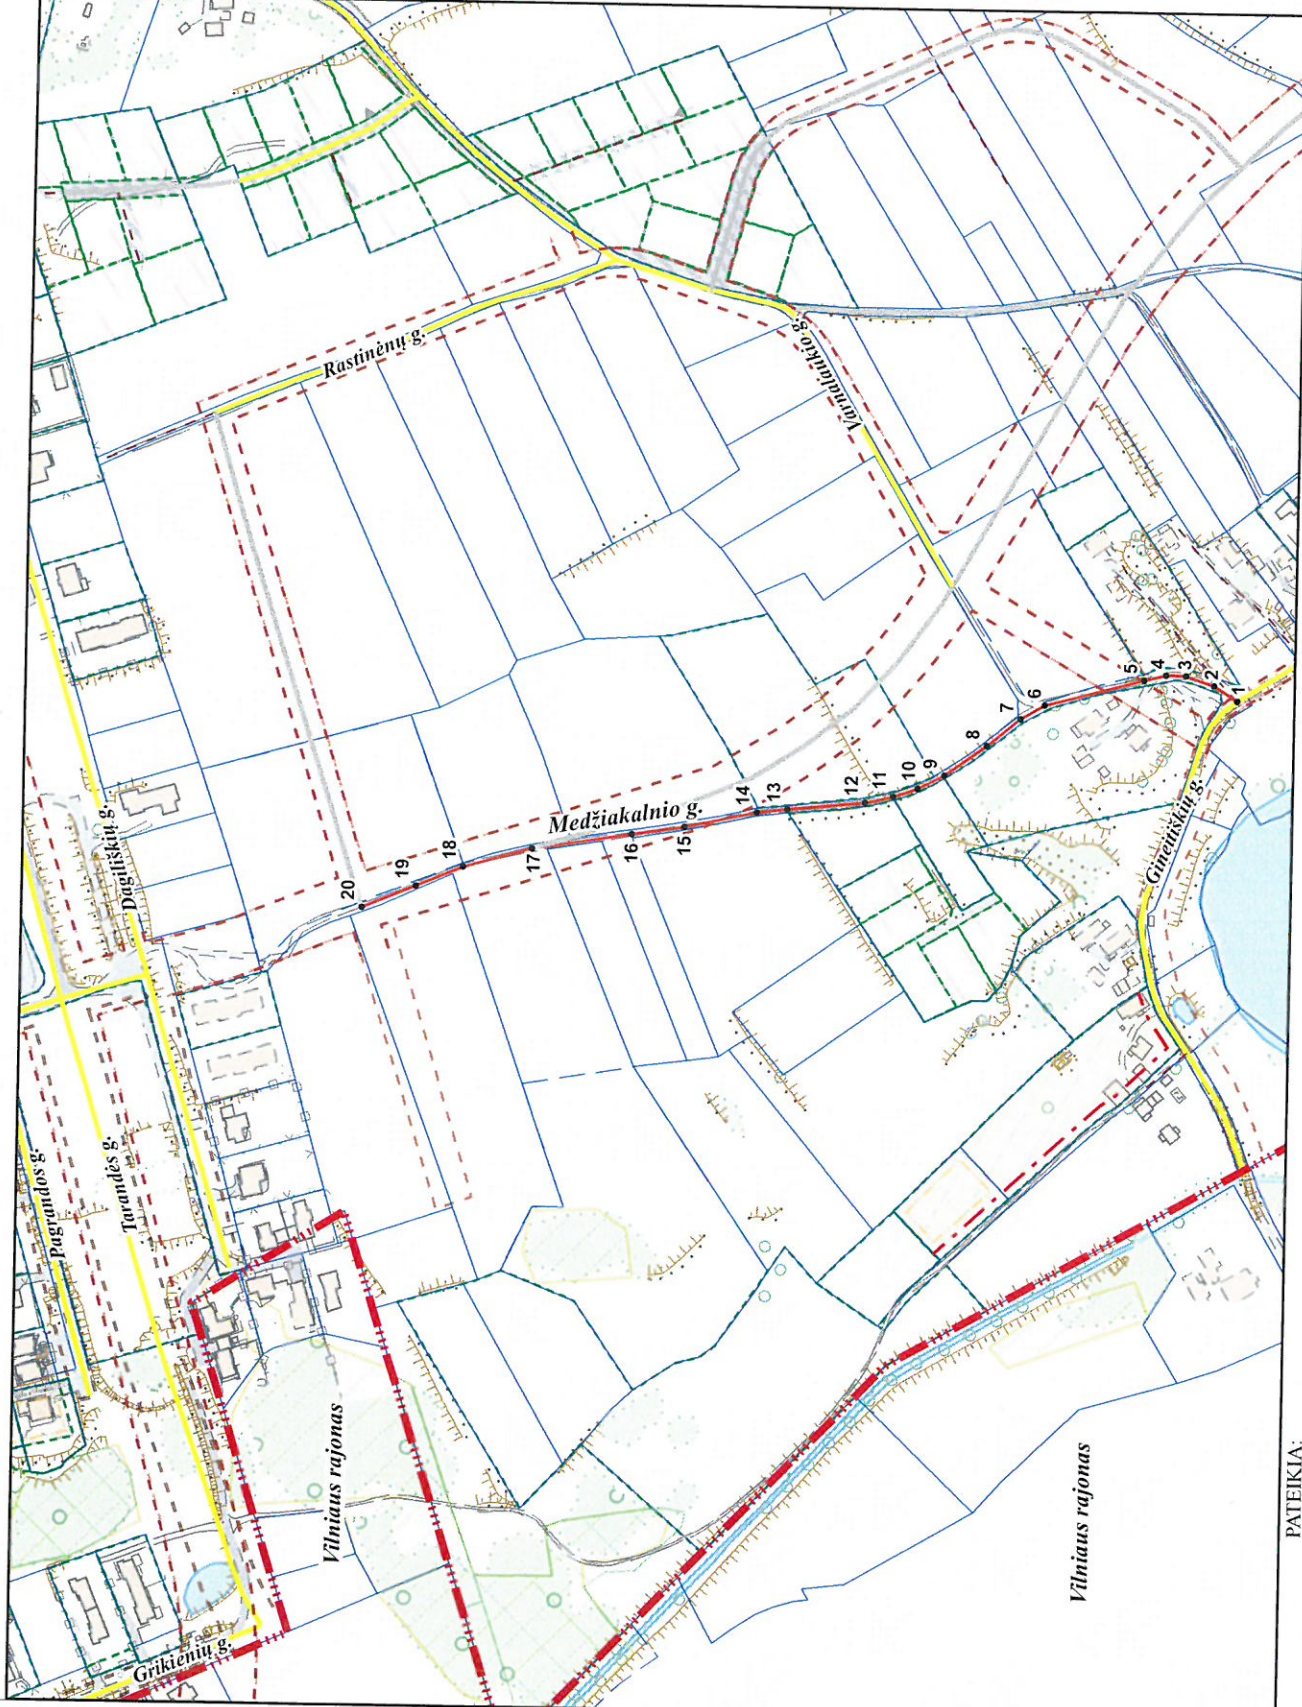 Rastinėnų g.
Varnalaukio g.
Dagiliškių g.
Medžiakalnio g.
20
19
18
17
16
15
14
13
12
11
10
9
8
7
6
5
4
3
2
1
Gineitiškių g.
Pagrandos g.
Tarandės g.
Grikienių g.
Vilniaus rajonas
Vilniaus rajonas
PATEIKIA: